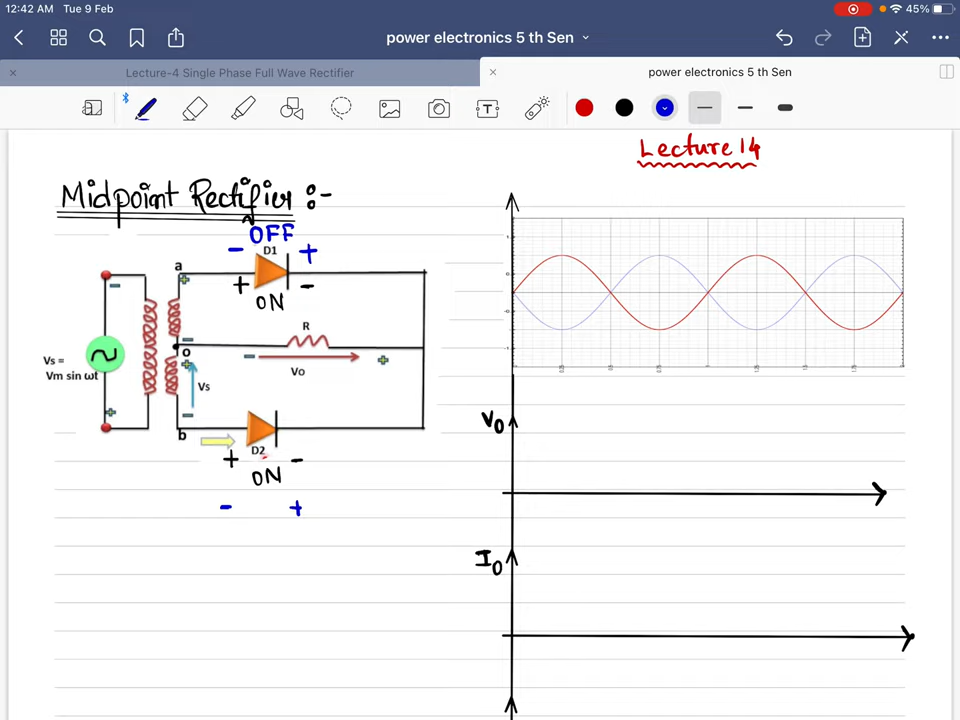 12:42 AM Tue 9 Feb
45%
power electronics 5 th Sen
Lecture-4 Single Phase Full Wave Rectifier
power electronics 5 th Sen
T
Lecture 14
Midpoint Rectifier :-
OFF
- D1 +
a
+ -
ON
R
o
Vs =
Vm sin ωt
Vo
Vs
b
D2
+ -
ON
- +
V0
I0